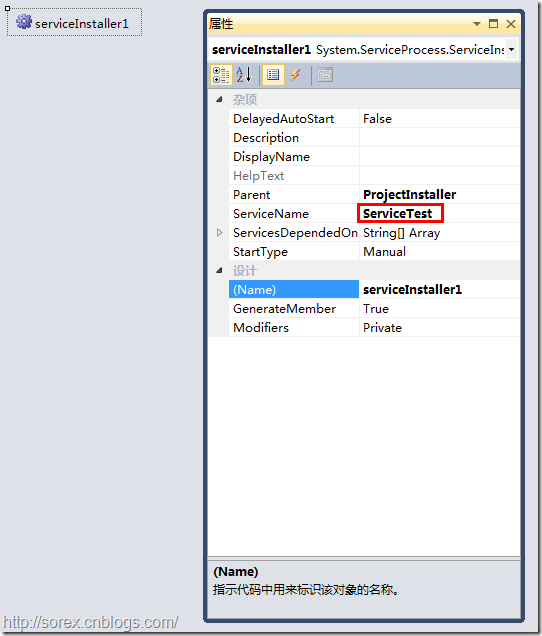 serviceInstaller1
属性
serviceInstaller1 System.ServiceProcess.ServiceIns
杂项
DelayedAutoStart False
Description
DisplayName
HelpText
Parent ProjectInstaller
ServiceName ServiceTest
ServicesDependedOn String[] Array
StartType Manual
设计
(Name) serviceInstaller1
GenerateMember True
Modifiers Private
(Name)
指示代码中用来标识该对象的名称。
http://sorex.cnblogs.com/